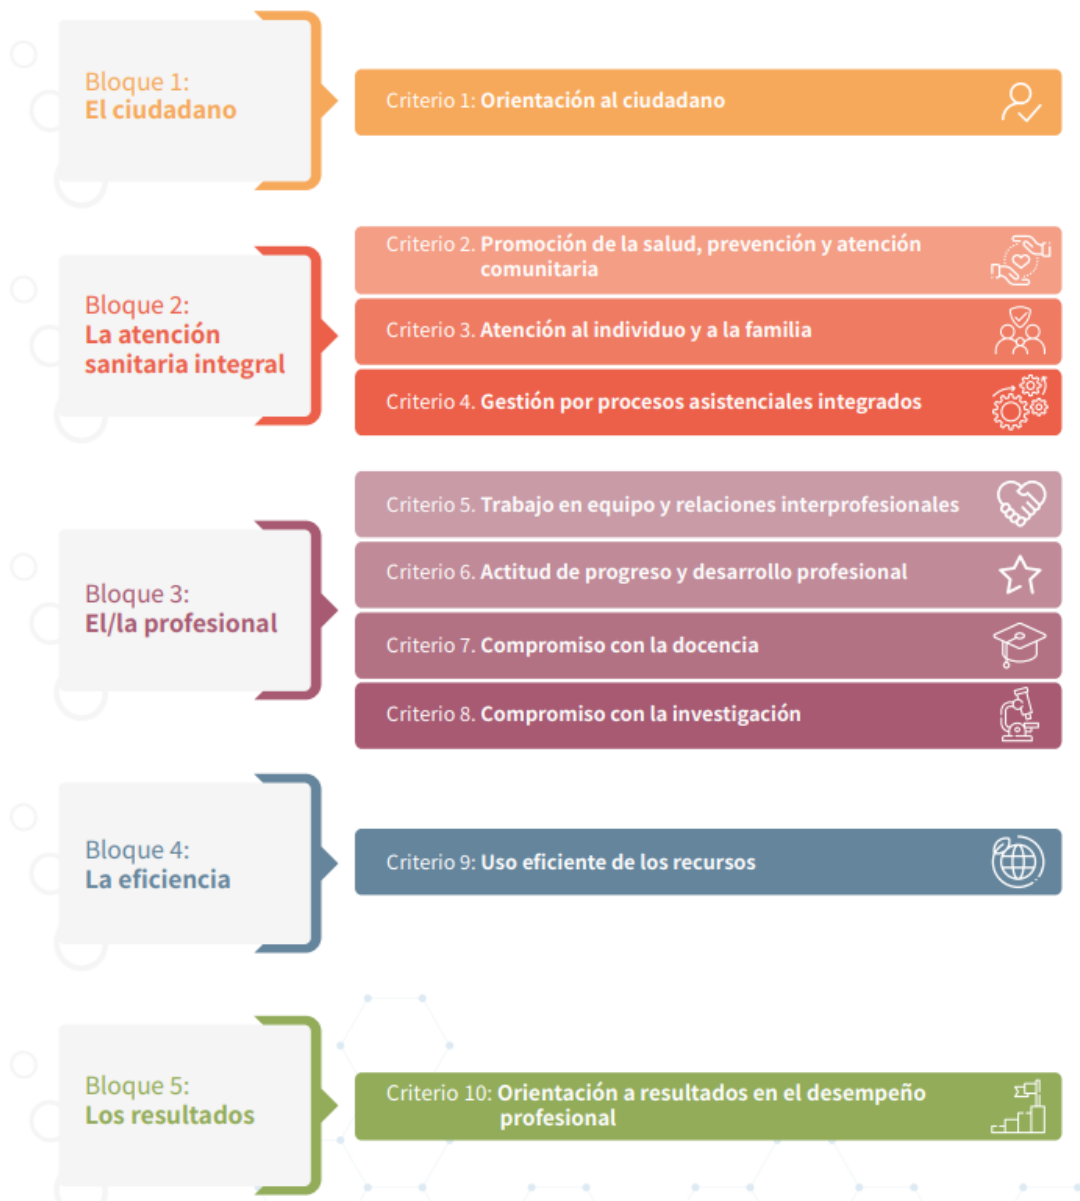 Bloque 1:
El ciudadano
Criterio 1: Orientación al ciudadano
Bloque 2:
La atención
sanitaria integral
Criterio 2. Promoción de la salud, prevención y atención
comunitaria
Criterio 3. Atención al individuo y a la familia
Criterio 4. Gestión por procesos asistenciales integrados
Bloque 3:
El/la profesional
Criterio 5. Trabajo en equipo y relaciones interprofesionales
Criterio 6. Actitud de progreso y desarrollo profesional
Criterio 7. Compromiso con la docencia
Criterio 8. Compromiso con la investigación
Bloque 4:
La eficiencia
Criterio 9: Uso eficiente de los recursos
Bloque 5:
Los resultados
Criterio 10: Orientación a resultados en el desempeño
profesional